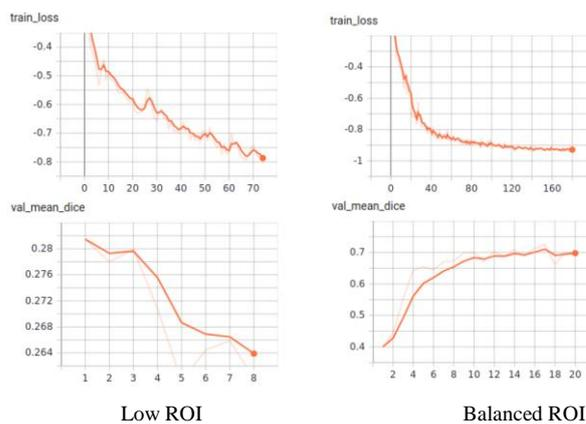 train_loss
-0.4
-0.5
-0.6
-0.7
-0.8
0 10 20 30 40 50 60 70
train_loss
-0.4
-0.6
-0.8
-1
0 40 80 120 160
val_mean_dice
0.28
0.276
0.272
0.268
0.264
1 2 3 4 5 6 7 8
val_mean_dice
0.7
0.6
0.5
0.4
2 4 6 8 10 12 14 16 18 20
Low ROI
Balanced ROI